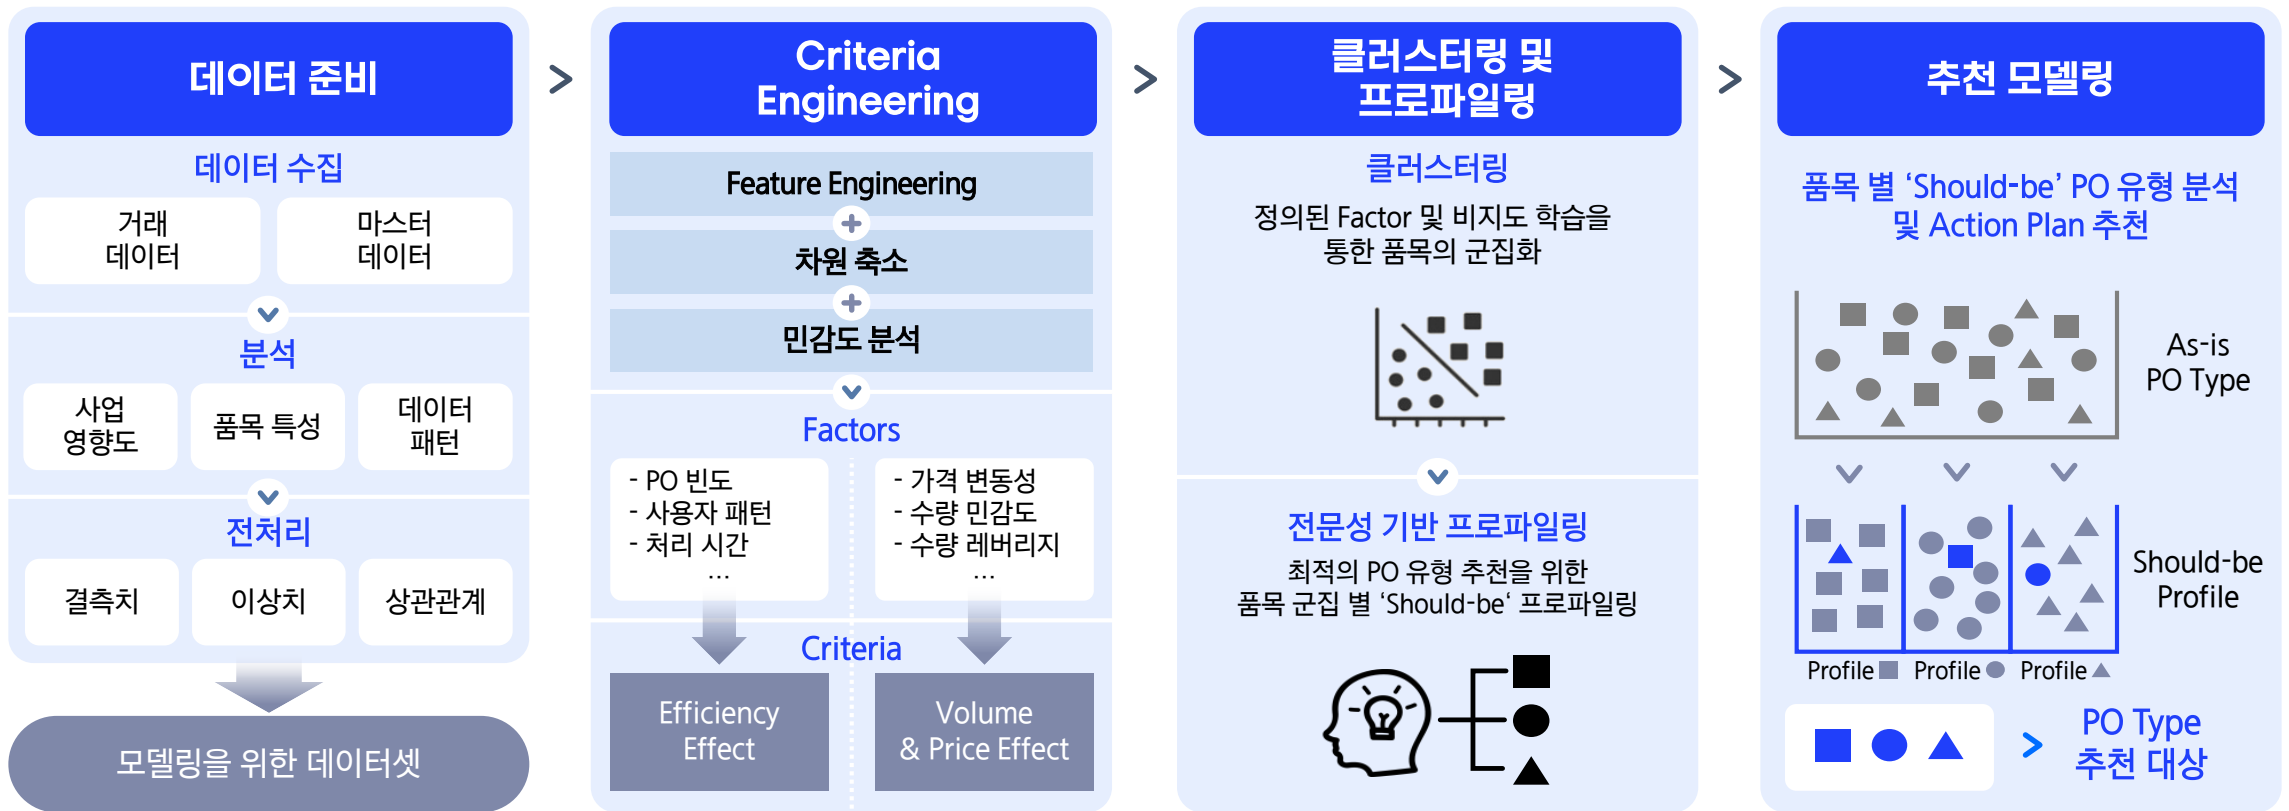 데이터 준비
데이터 수집
거래
데이터
마스터
데이터
분석
사업
영향도
품목 특성
데이터
패턴
전처리
결측치
이상치
상관관계
모델링을 위한 데이터셋
>
Criteria
Engineering
Feature Engineering
+
차원 축소
+
민감도 분석
Factors
- PO 빈도
- 사용자 패턴
- 처리 시간
...
- 가격 변동성
- 수량 민감도
- 수량 레버리지
...
Criteria
Efficiency
Effect
Volume
& Price Effect
>
클러스터링 및
프로파일링
클러스터링
정의된 Factor 및 비지도 학습을
통한 품목의 군집화
전문성 기반 프로파일링
최적의 PO 유형 추천을 위한
품목 군집 별 ‘Should-be‘ 프로파일링
>
추천 모델링
품목 별 ‘Should-be’ PO 유형 분석
및 Action Plan 추천
As-is
PO Type
Should-be
Profile
Profile
Profile
Profile
>
PO Type
추천 대상